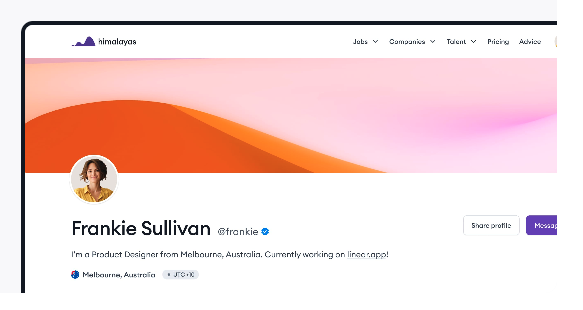 himalayas
Jobs Companies Talent Pricing Advice
Frankie Sullivan @frankie
Share profile
Messag
I'm a Product Designer from Melbourne, Australia. Currently working on linear.app!
Melbourne, Australia UTC+10